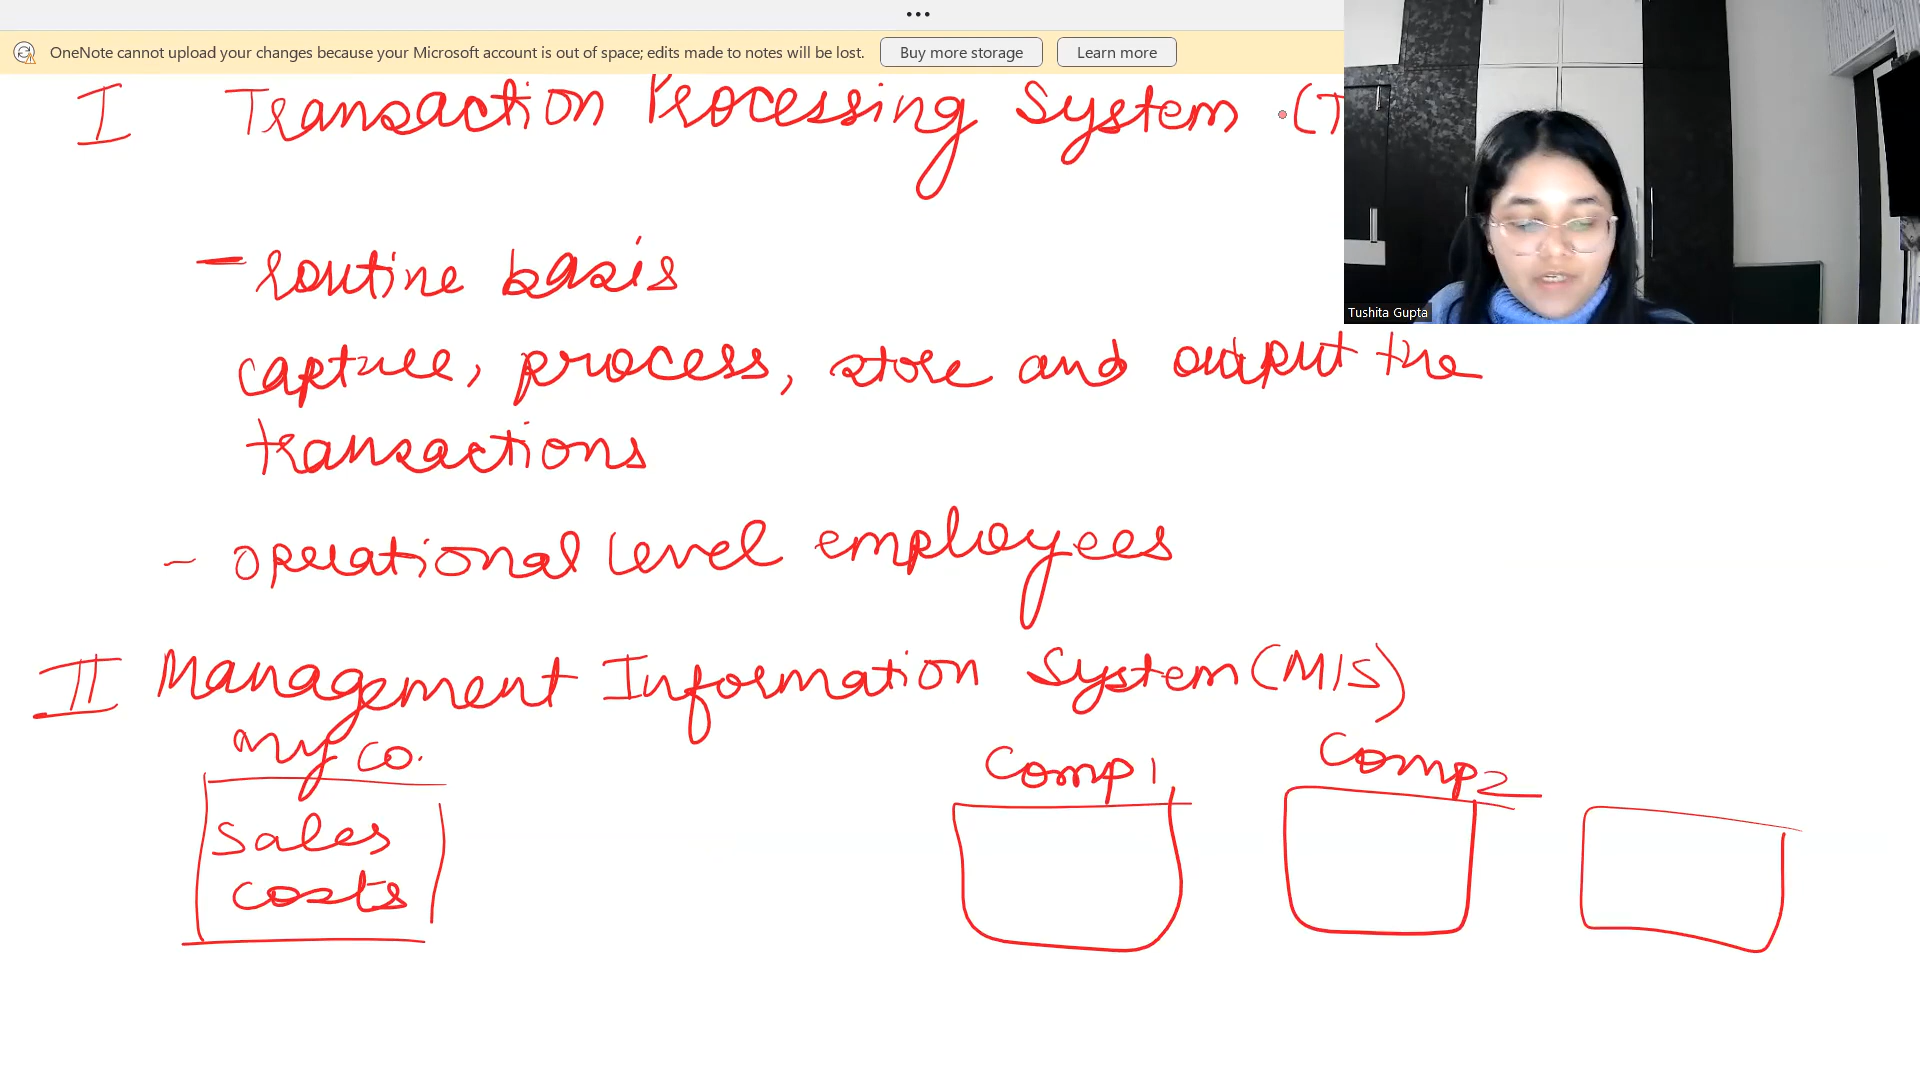 OneNote cannot upload your changes because your Microsoft account is out of space; edits made to notes will be lost. Buy more storage Learn more
I Transaction Processing System (T
Tushita Gupta
- routine basis
capture, process, store and output the
transactions
- operational level employees
II Management Information System (MIS)
my co.
Comp 1
Comp 2
Sales
costs